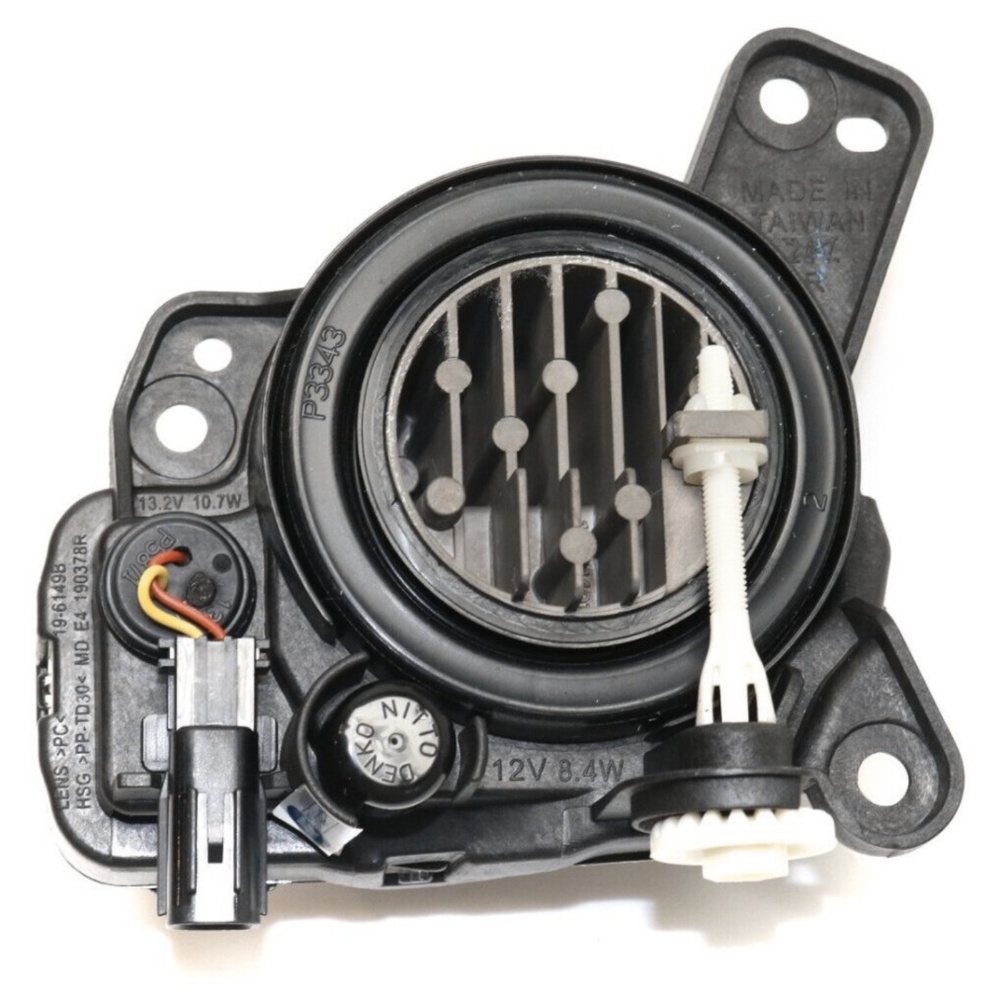 MADE IN
TAIWAN
P3343
13.2V 10.7W
19-6149B
LENS >PC<
HSG >PP-TD30< MD E4 190378R
NITTO
DENKO
12V 8.4W